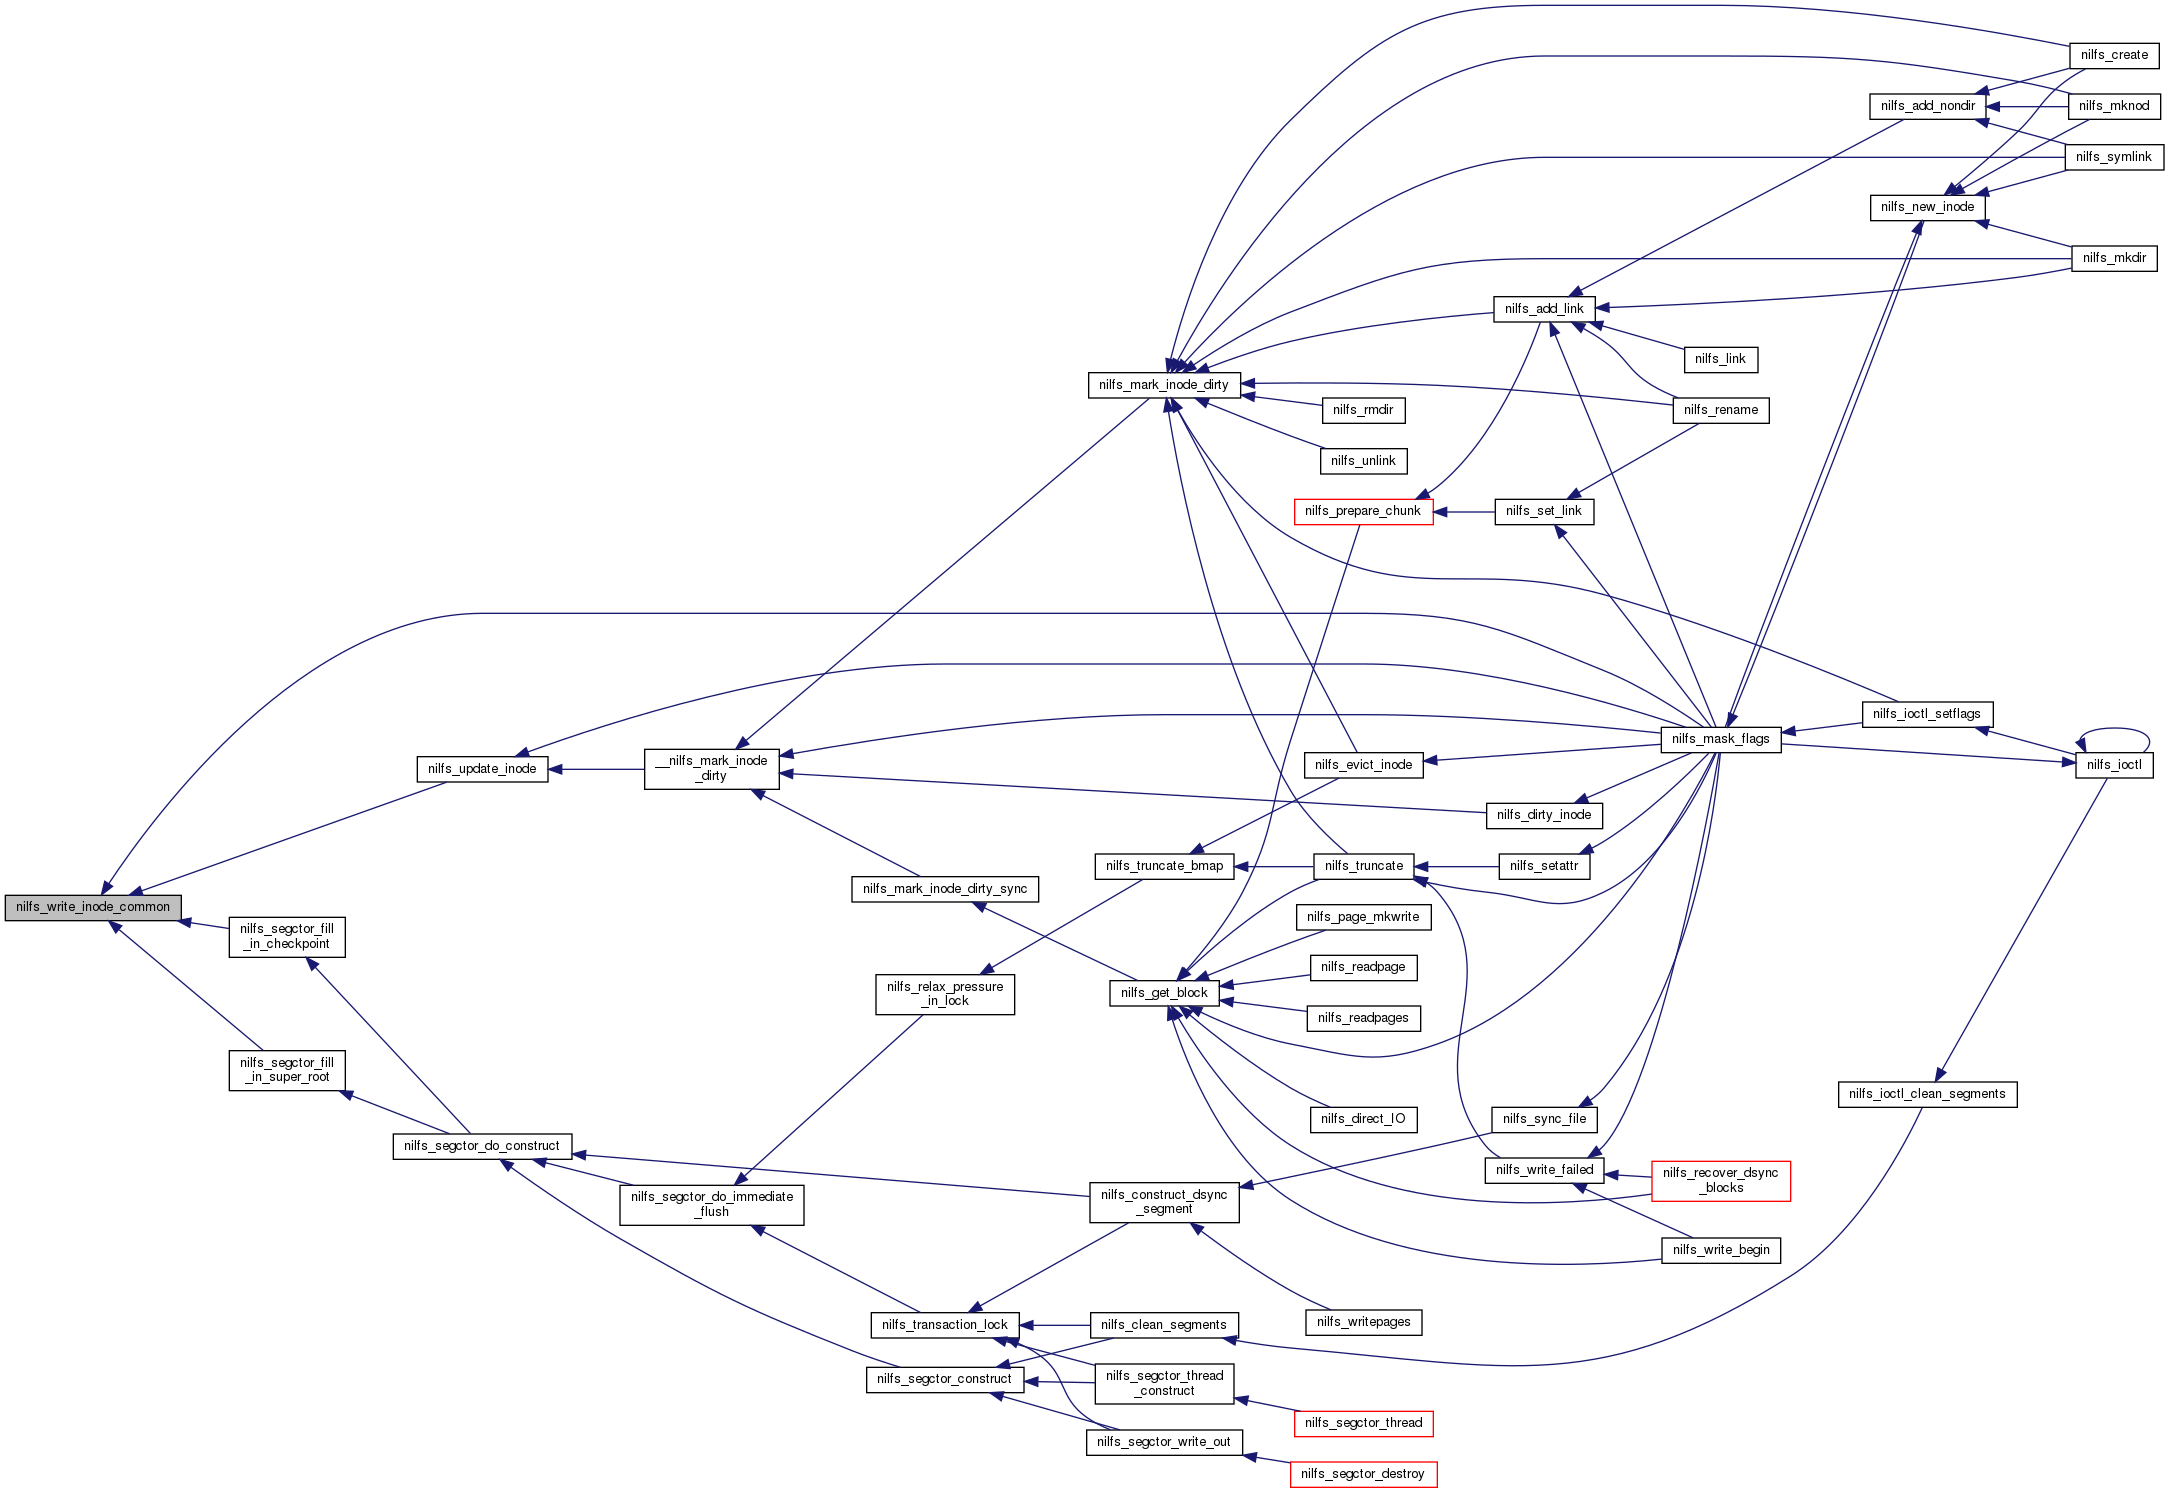 nilfs_create
nilfs_add_nondir
nilfs_mknod
nilfs_symlink
nilfs_new_inode
nilfs_mkdir
nilfs_add_link
nilfs_link
nilfs_mark_inode_dirty
nilfs_rmdir
nilfs_rename
nilfs_unlink
nilfs_prepare_chunk
nilfs_set_link
nilfs_ioctl_setflags
nilfs_mask_flags
nilfs_update_inode
__nilfs_mark_inode
_dirty
nilfs_evict_inode
nilfs_ioctl
nilfs_dirty_inode
nilfs_truncate_bmap
nilfs_truncate
nilfs_setattr
nilfs_mark_inode_dirty_sync
nilfs_write_inode_common
nilfs_page_mkwrite
nilfs_segctor_fill
_in_checkpoint
nilfs_readpage
nilfs_relax_pressure
_in_lock
nilfs_get_block
nilfs_readpages
nilfs_segctor_fill
_in_super_root
nilfs_ioctl_clean_segments
nilfs_direct_IO
nilfs_sync_file
nilfs_segctor_do_construct
nilfs_write_failed
nilfs_recover_dsync
_blocks
nilfs_segctor_do_immediate
_flush
nilfs_construct_dsync
_segment
nilfs_write_begin
nilfs_transaction_lock
nilfs_clean_segments
nilfs_writepages
nilfs_segctor_construct
nilfs_segctor_thread
_construct
nilfs_segctor_thread
nilfs_segctor_write_out
nilfs_segctor_destroy